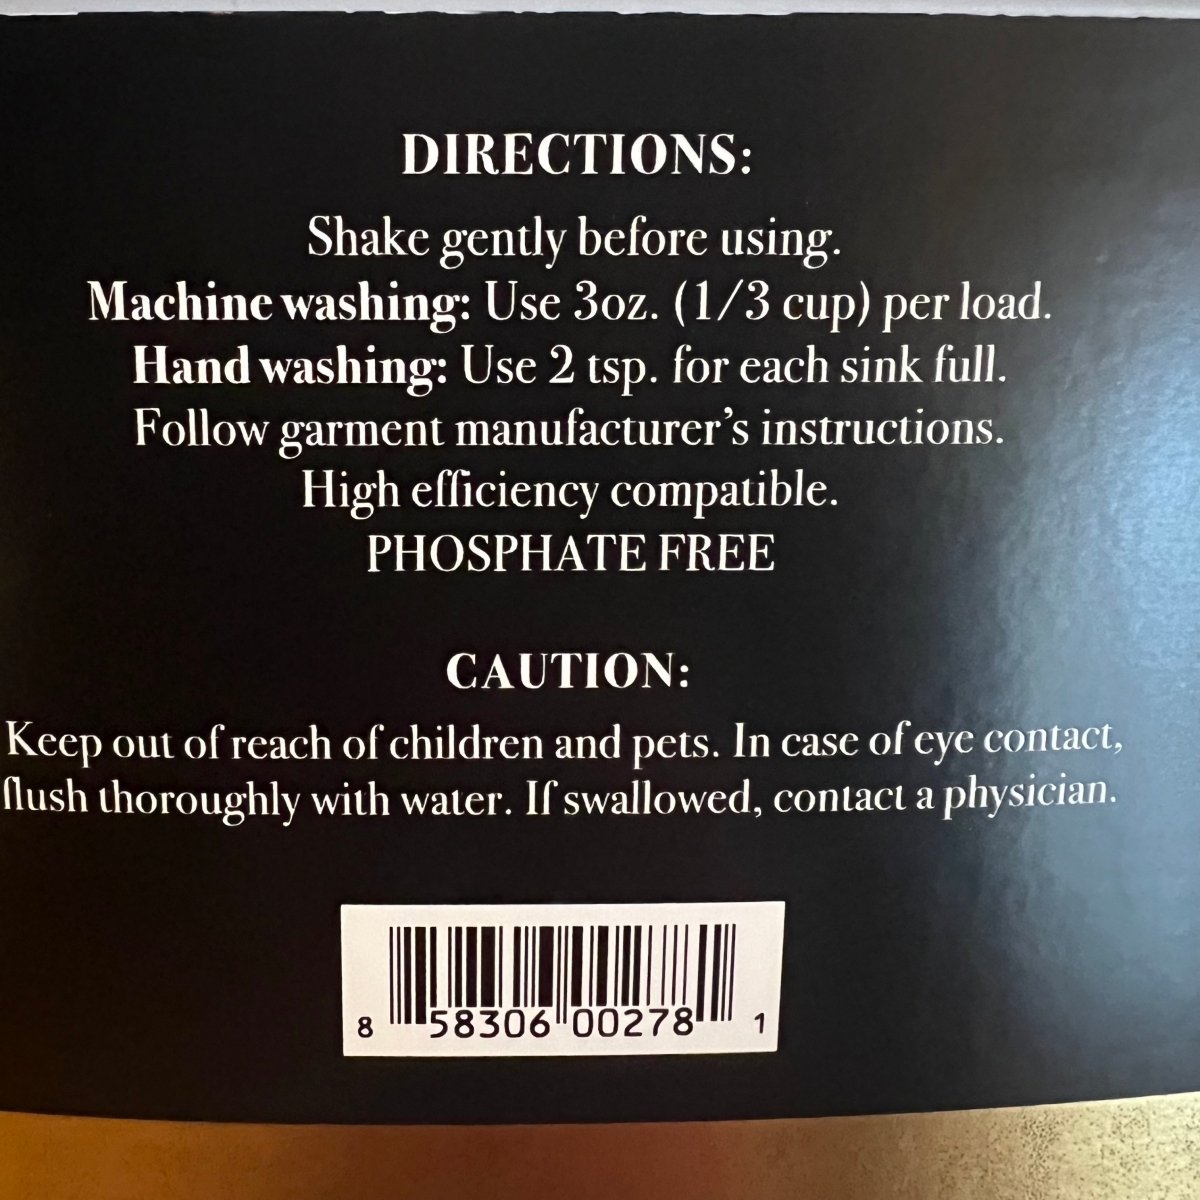 DIRECTIONS:
Shake gently before using.
Machine washing: Use 3oz. (1/3 cup) per load.
Hand washing: Use 2 tsp. for each sink full.
Follow garment manufacturer's instructions.
High efficiency compatible.
PHOSPHATE FREE
CAUTION:
Keep out of reach of children and pets. In case of eye contact,
flush thoroughly with water. If swallowed, contact a physician.
8 58306 00278 1